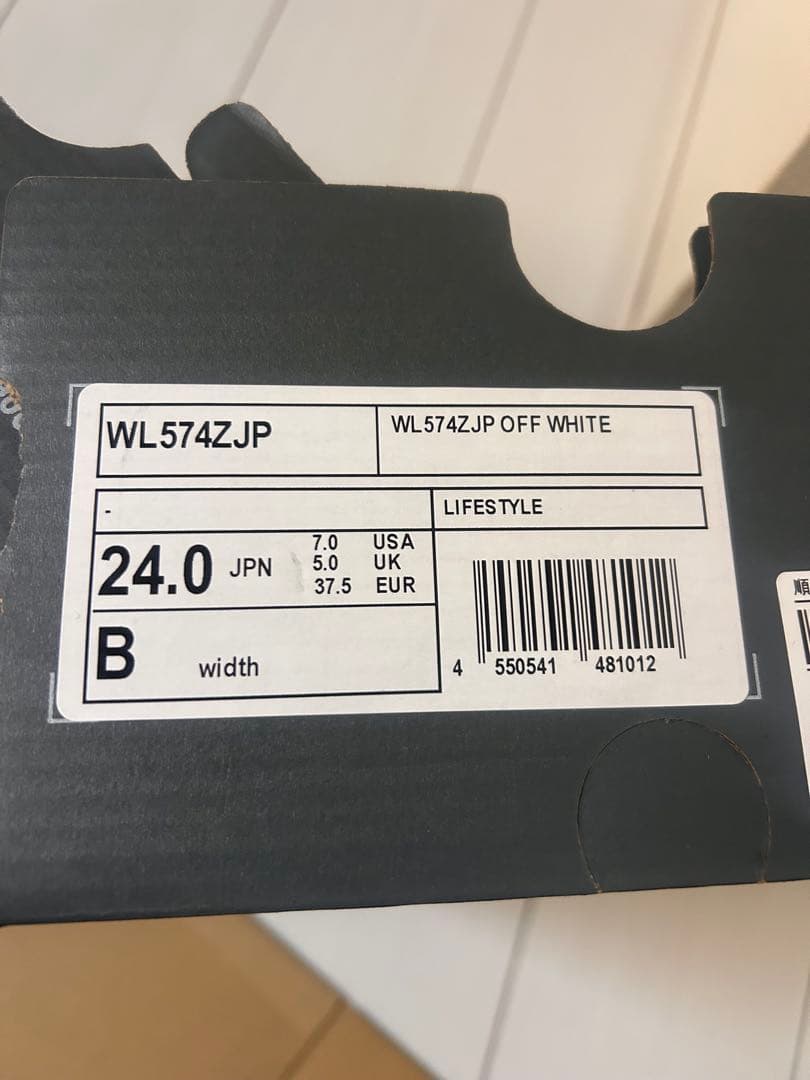 WL574ZJP
WL574ZJP OFF WHITE
-
LIFESTYLE
24.0 JPN
7.0 USA
5.0 UK
37.5 EUR
B width
4 550541 481012
順